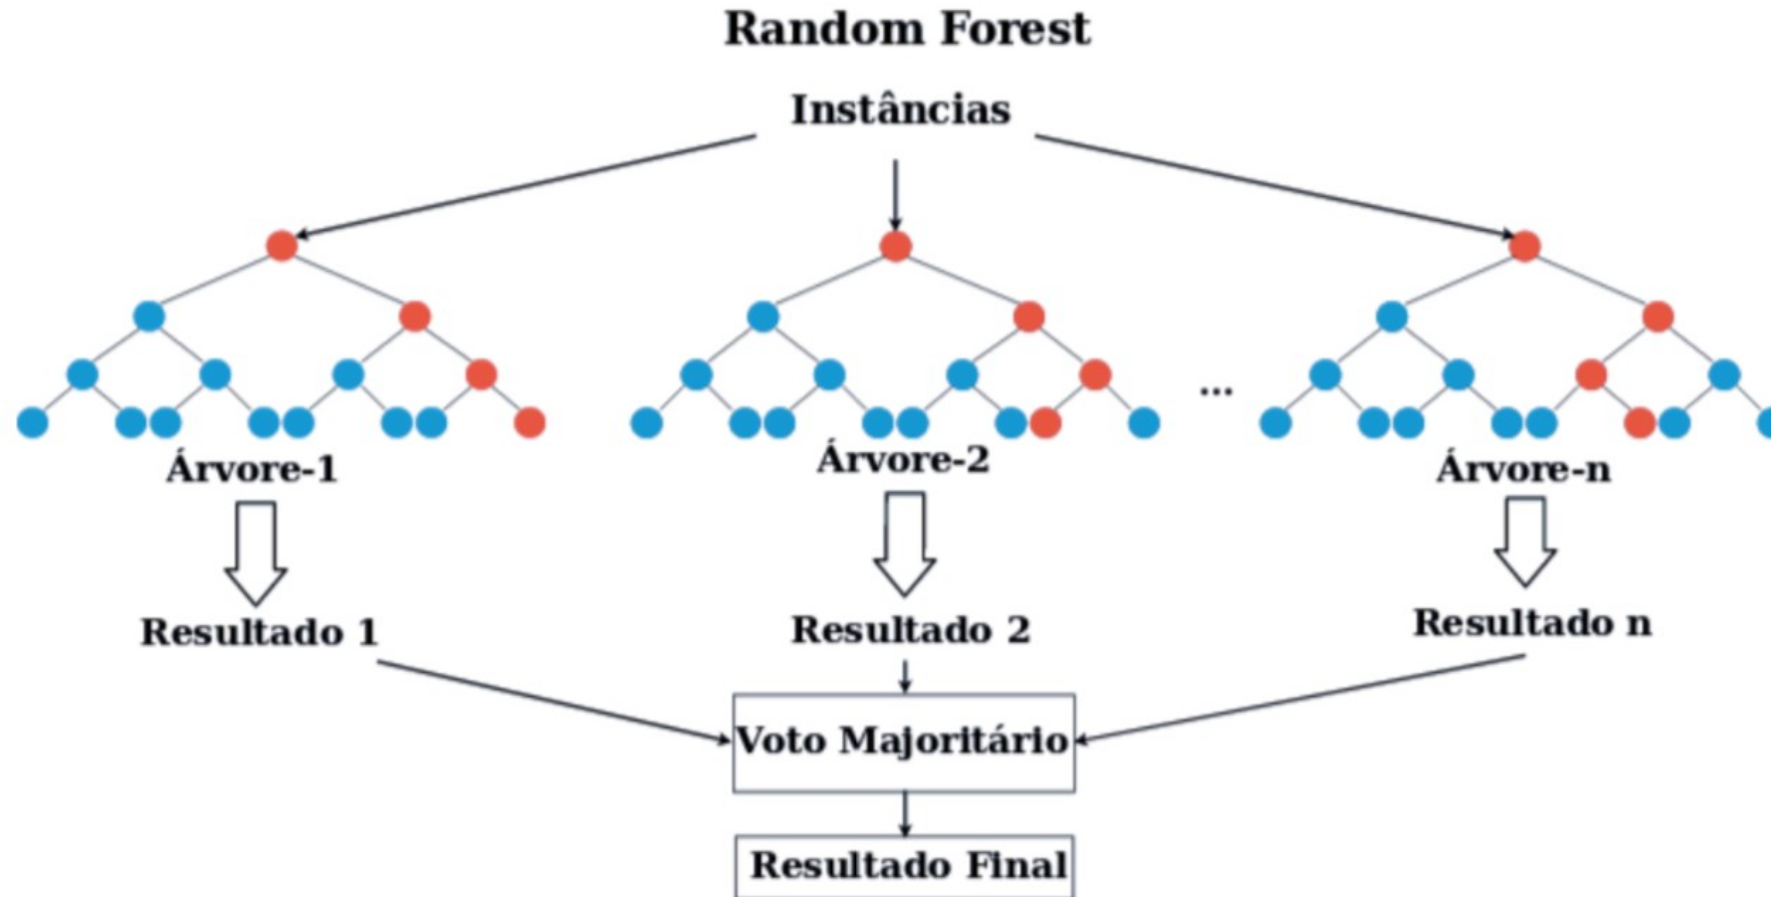 Random Forest
Instâncias
...
Árvore-1
Árvore-2
Árvore-n
Resultado 1
Resultado 2
Resultado n
Voto Majoritário
Resultado Final